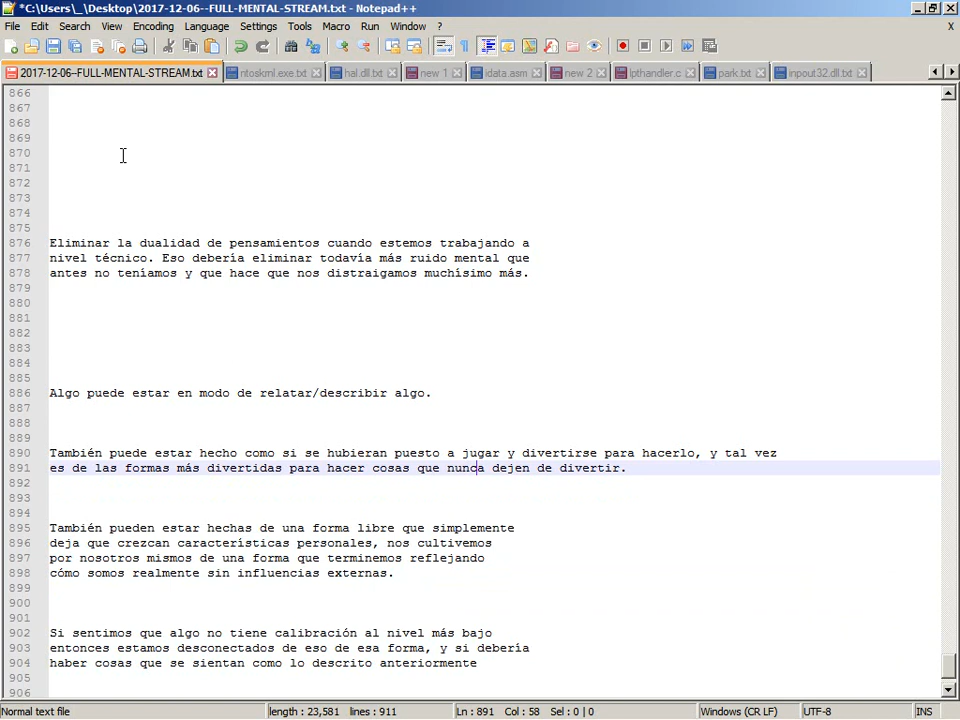 *C:\Users\_\Desktop\2017-12-06--FULL-MENTAL-STREAM.txt - Notepad++
File Edit Search View Encoding Language Settings Tools Macro Run Window ? X
2017-12-06--FULL-MENTAL-STREAM.txt ntoskrnl.exe.txt hal.dll.txt new 1 idata.asm new 2 lpthandler.c park.txt inpout32.dll.txt
866
867
868
869
870
871
872
873
874
875
876 Eliminar la dualidad de pensamientos cuando estemos trabajando a
877 nivel técnico. Eso debería eliminar todavía más ruido mental que
878 antes no teníamos y que hace que nos distraigamos muchísimo más.
879
880
881
882
883
884
885
886 Algo puede estar en modo de relatar/describir algo.
887
888
889
890 También puede estar hecho como si se hubieran puesto a jugar y divertirse para hacerlo, y tal vez
891 es de las formas más divertidas para hacer cosas que nunca dejen de divertir.
892
893
894
895 También pueden estar hechas de una forma libre que simplemente
896 deja que crezcan características personales, nos cultivemos
897 por nosotros mismos de una forma que terminemos reflejando
898 cómo somos realmente sin influencias externas.
899
900
901
902 Si sentimos que algo no tiene calibración al nivel más bajo
903 entonces estamos desconectados de eso de esa forma, y si debería
904 haber cosas que se sientan como lo descrito anteriormente
905
906
Normal text file length : 23,581 lines : 911 Ln : 891 Col : 58 Sel : 0 | 0 Windows (CR LF) UTF-8 INS